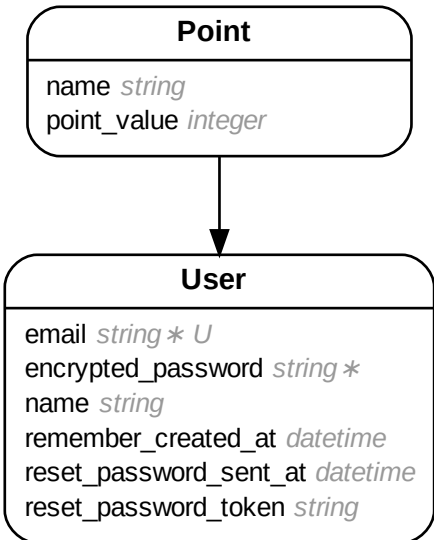 Point
name string
point_value integer
User
email string ∗ U
encrypted_password string ∗
name string
remember_created_at datetime
reset_password_sent_at datetime
reset_password_token string